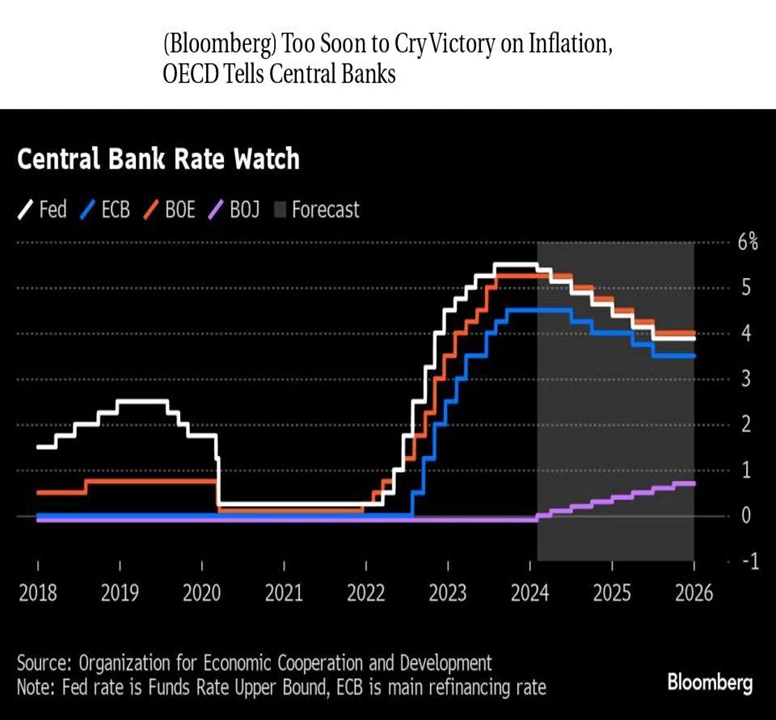 (Bloomberg) Too Soon to Cry Victory on Inflation,
OECD Tells Central Banks
Central Bank Rate Watch
Fed ECB BOE BOJ Forecast
6%
5
4
3
2
1
0
-1
2018 2019 2020 2021 2022 2023 2024 2025 2026
Source: Organization for Economic Cooperation and Development
Note: Fed rate is Funds Rate Upper Bound, ECB is main refinancing rate
Bloomberg